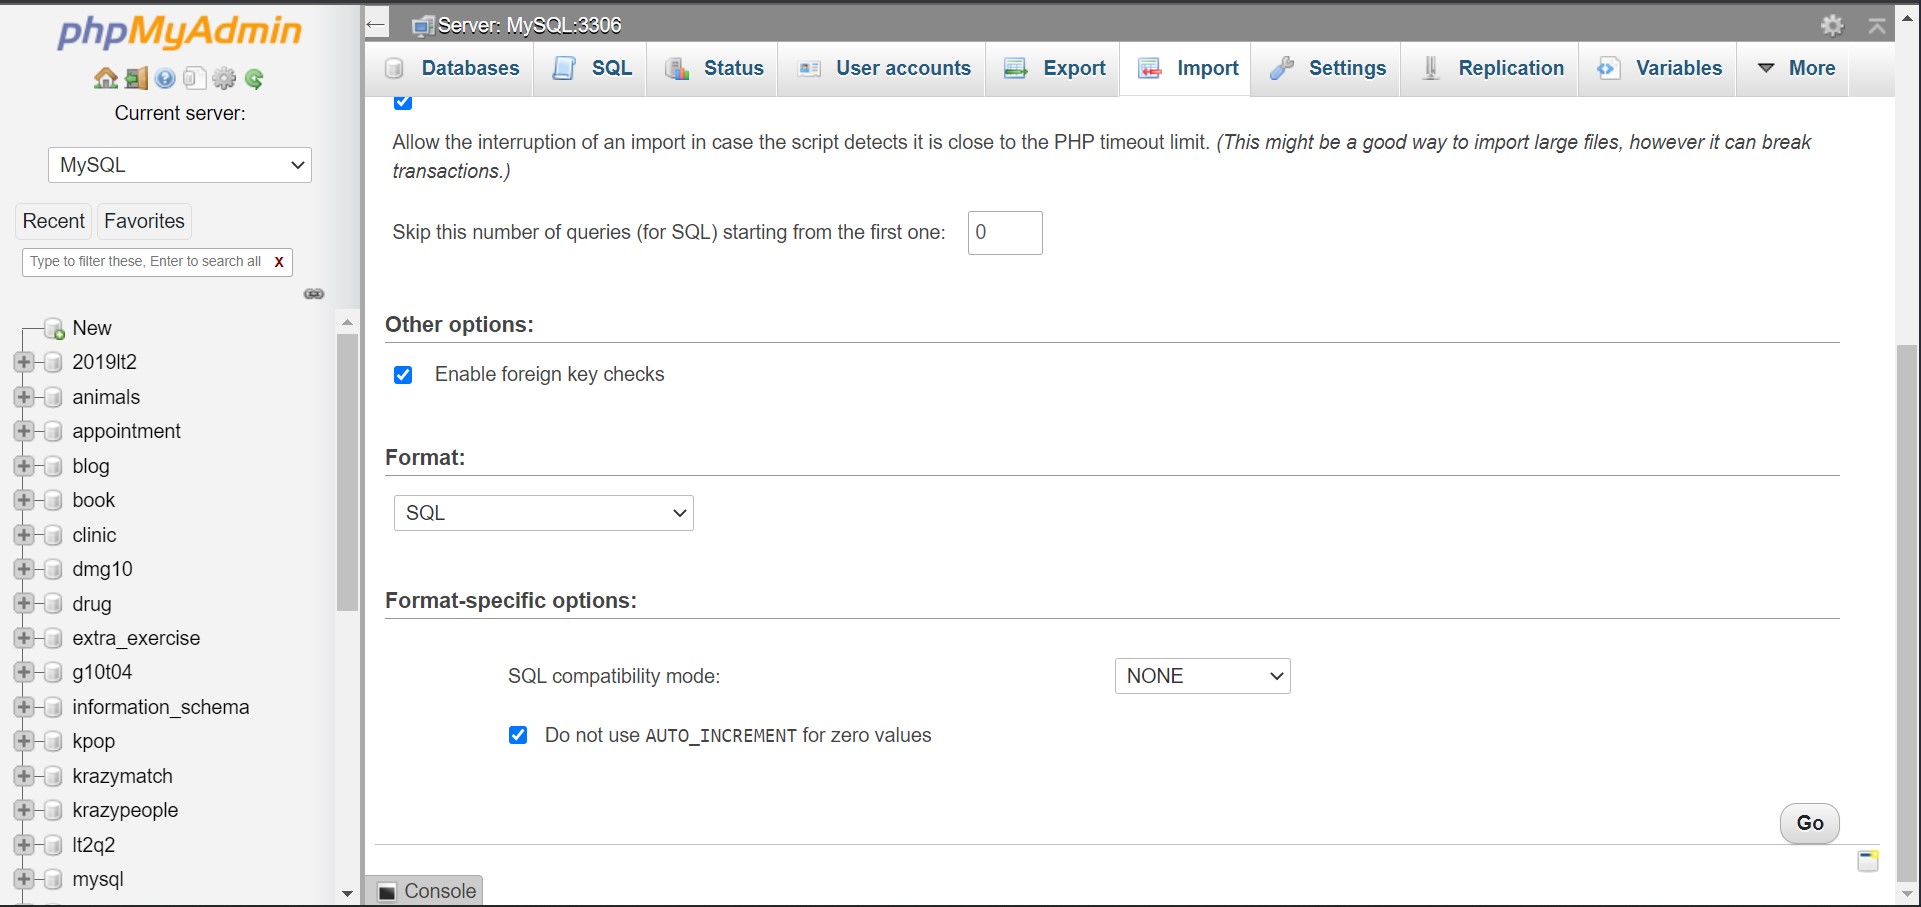 phpMyAdmin
Current server:
MySQL
Recent
Favorites
Type to filter these, Enter to search all
X
New
2019lt2
animals
appointment
blog
book
clinic
dmg10
drug
extra_exercise
g10t04
information_schema
kpop
krazymatch
krazypeople
lt2q2
mysql
Server: MySQL:3306
Databases
SQL
Status
User accounts
Export
Import
Settings
Replication
Variables
More
Allow the interruption of an import in case the script detects it is close to the PHP timeout limit. (This might be a good way to import large files, however it can break
transactions.)
Skip this number of queries (for SQL) starting from the first one:
0
Other options:
Enable foreign key checks
Format:
SQL
Format-specific options:
SQL compatibility mode:
NONE
Do not use AUTO_INCREMENT for zero values
Go
Console